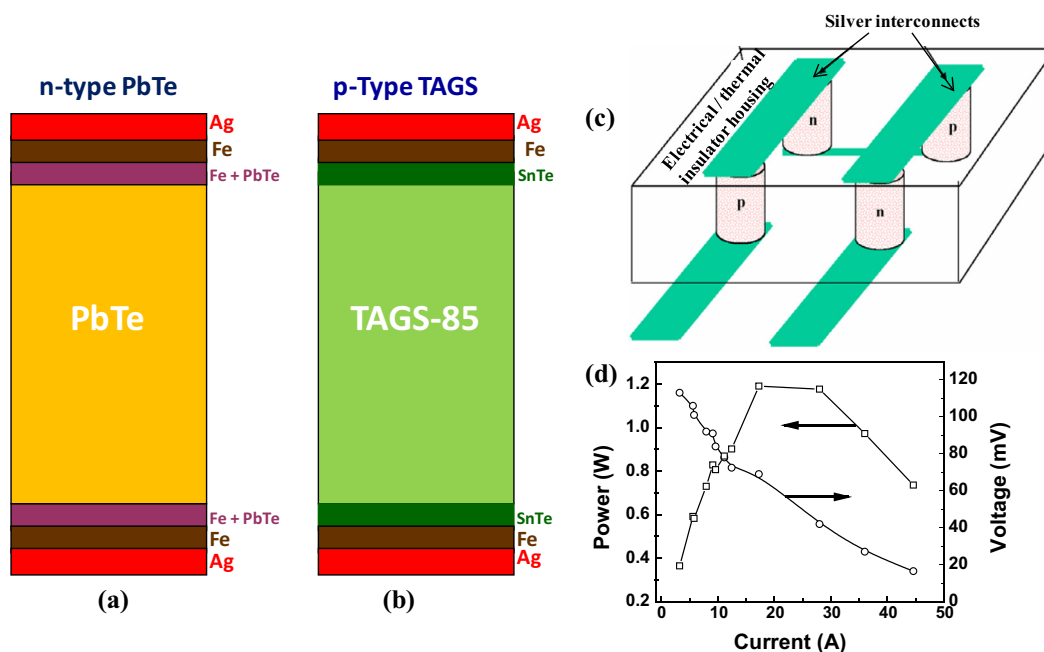 n-type PbTe
Ag
Fe
Fe + PbTe
PbTe
Fe + PbTe
Fe
Ag
(a)
p-Type TAGS
Ag
Fe
SnTe
TAGS-85
SnTe
Fe
Ag
(b)
Silver interconnects
(c)
Electrical / thermal
insulator housing
n
p
p
n
(d)
1.2
1.0
0.8
0.6
0.4
0.2
Power (W)
120
100
80
60
40
20
0
Voltage (mV)
0 10 20 30 40 50
Current (A)